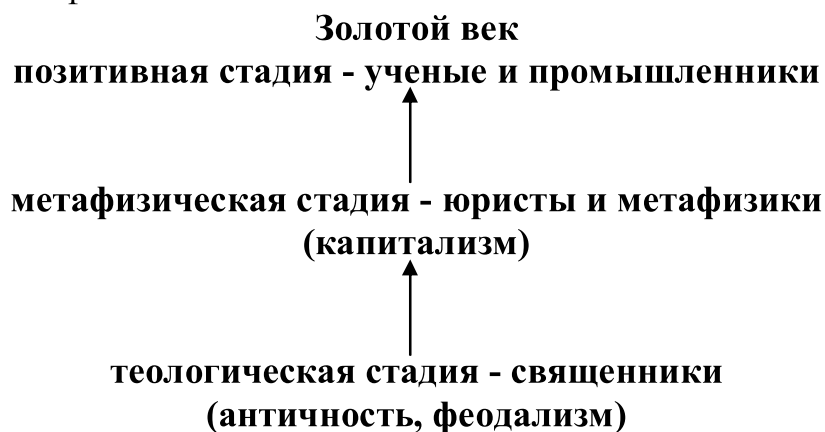 Золотой век
позитивная стадия - ученые и промышленники
метафизическая стадия - юристы и метафизики
(капитализм)
теологическая стадия - священники
(античность, феодализм)